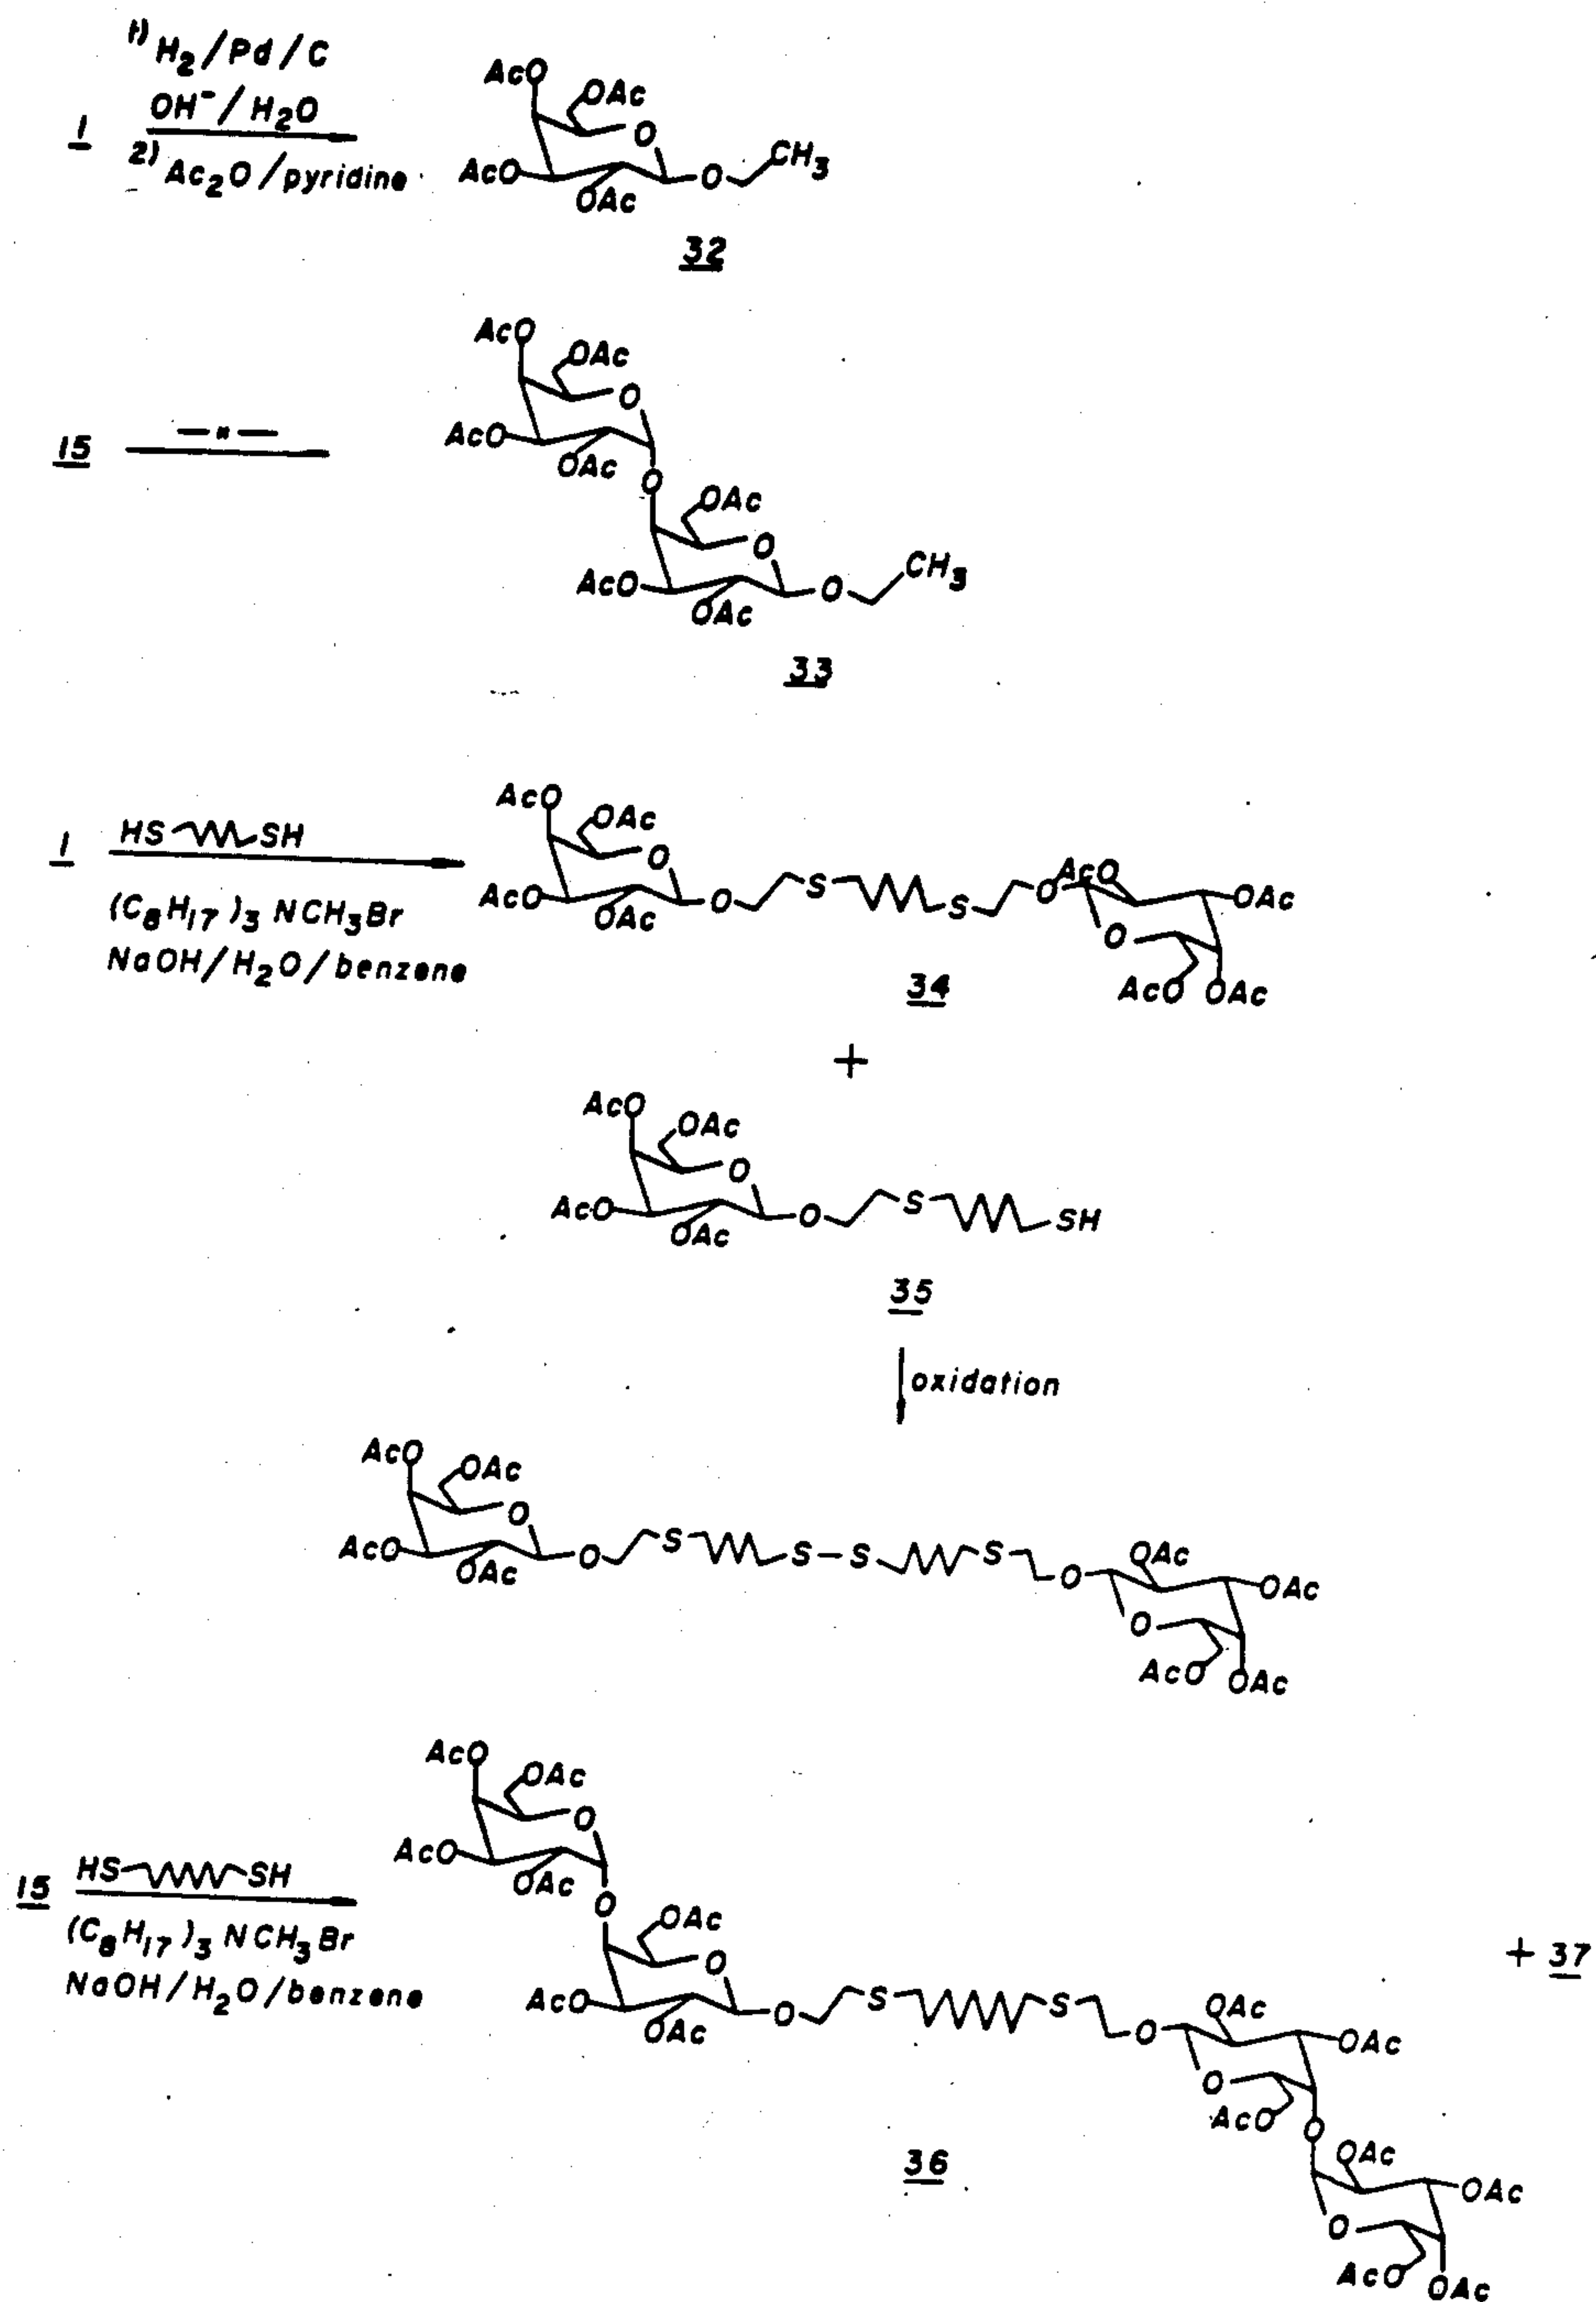 1) H2/Pd/C
OH-/H2O
1
2) Ac2O/pyridine
AcO
OAc
O
AcO
OAc
O
CH3
32
AcO
OAc
O
AcO
OAc
15
— " —
O
OAc
O
AcO
OAc
O
CH3
33
1
HS SH
(C8H17)3 NCH3Br
NaOH/H2O/benzene
AcO
OAc
O
AcO
OAc
O
S
S
O
AcO
OAc
O
AcO
OAc
34
+
AcO
OAc
O
AcO
OAc
O
S
SH
35
oxidation
AcO
OAc
O
AcO
OAc
O
S
S–S
S
O
OAc
OAc
O
AcO
OAc
15
HS SH
(C8H17)3 NCH3Br
NaOH/H2O/benzene
AcO
OAc
O
AcO
OAc
O
OAc
O
AcO
OAc
O
S
S
O
OAc
OAc
O
AcO
O
OAc
OAc
O
AcO
OAc
+ 37
36